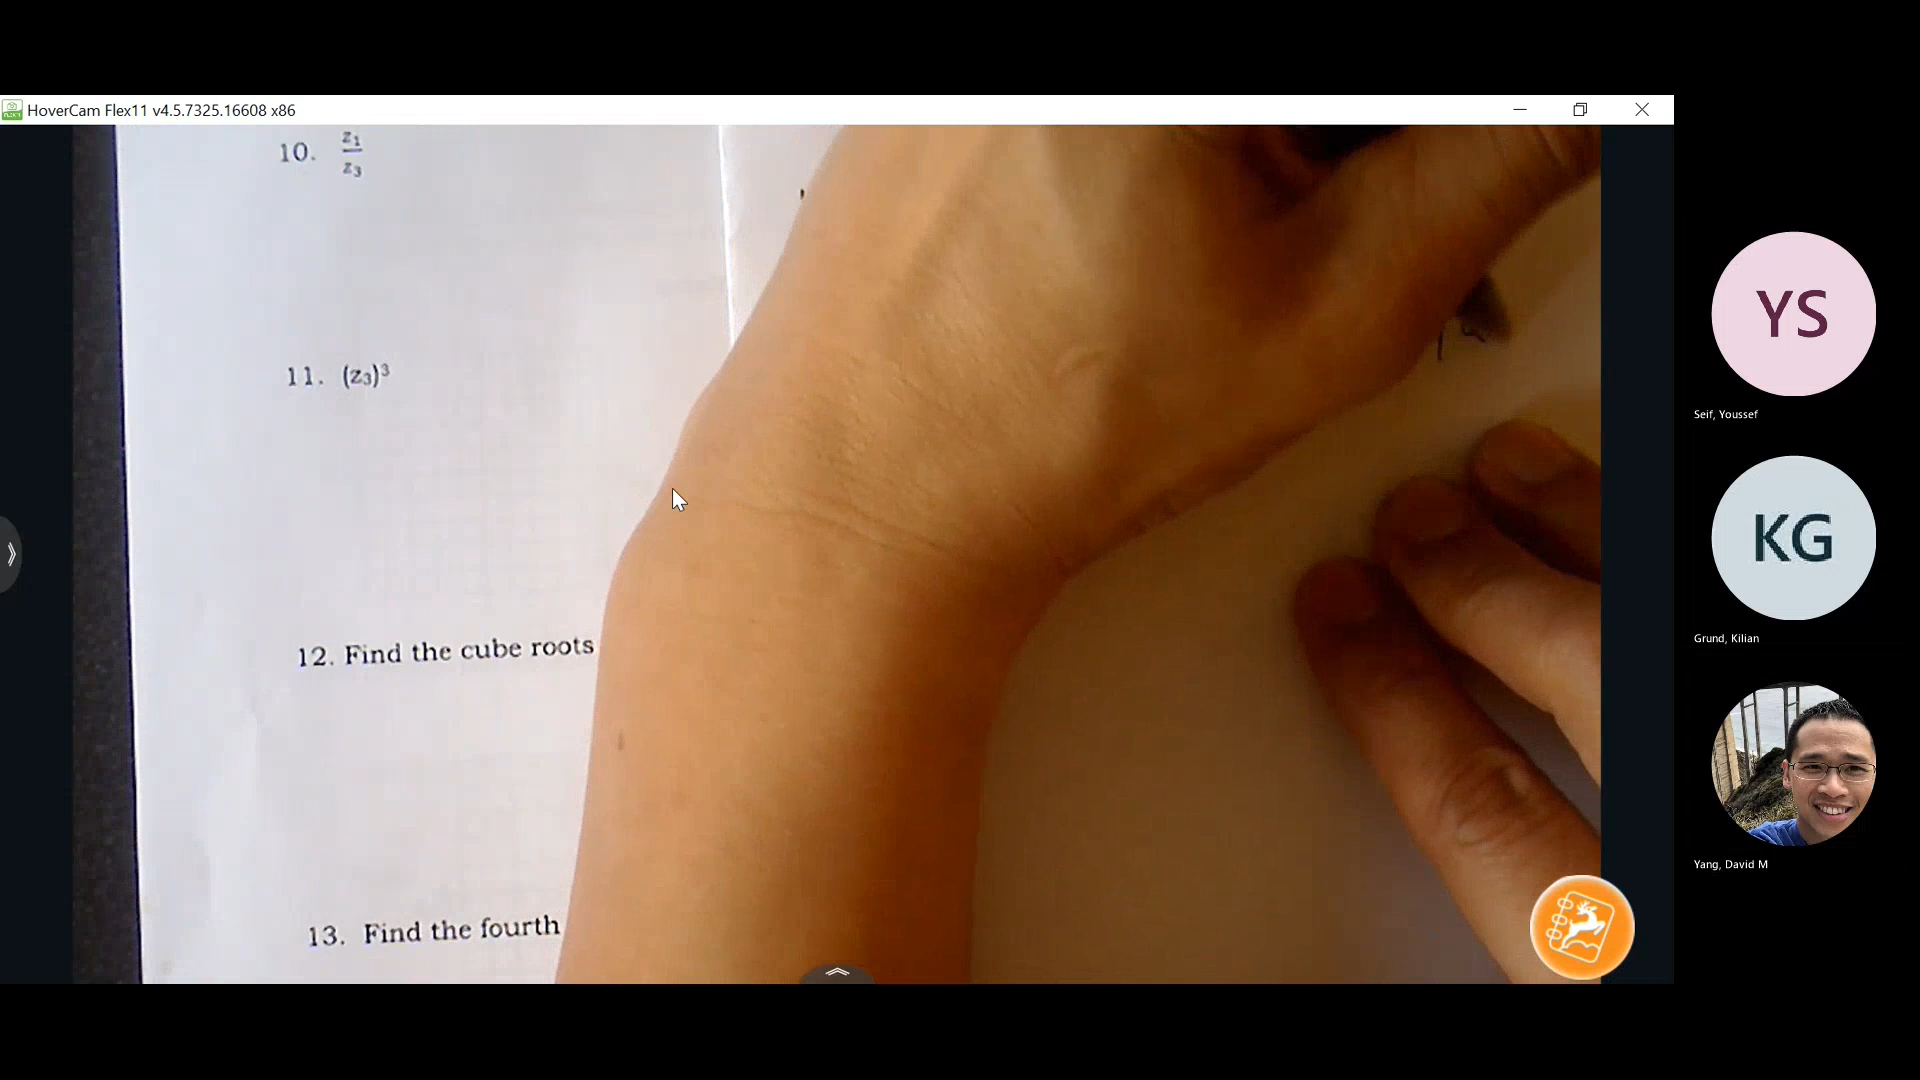 HoverCam Flex11 v4.5.7325.16608 x86
10. z₁/z₃
11. (z₃)³
12. Find the cube roots
13. Find the fourth
YS
Seif, Youssef
KG
Grund, Kilian
Yang, David M